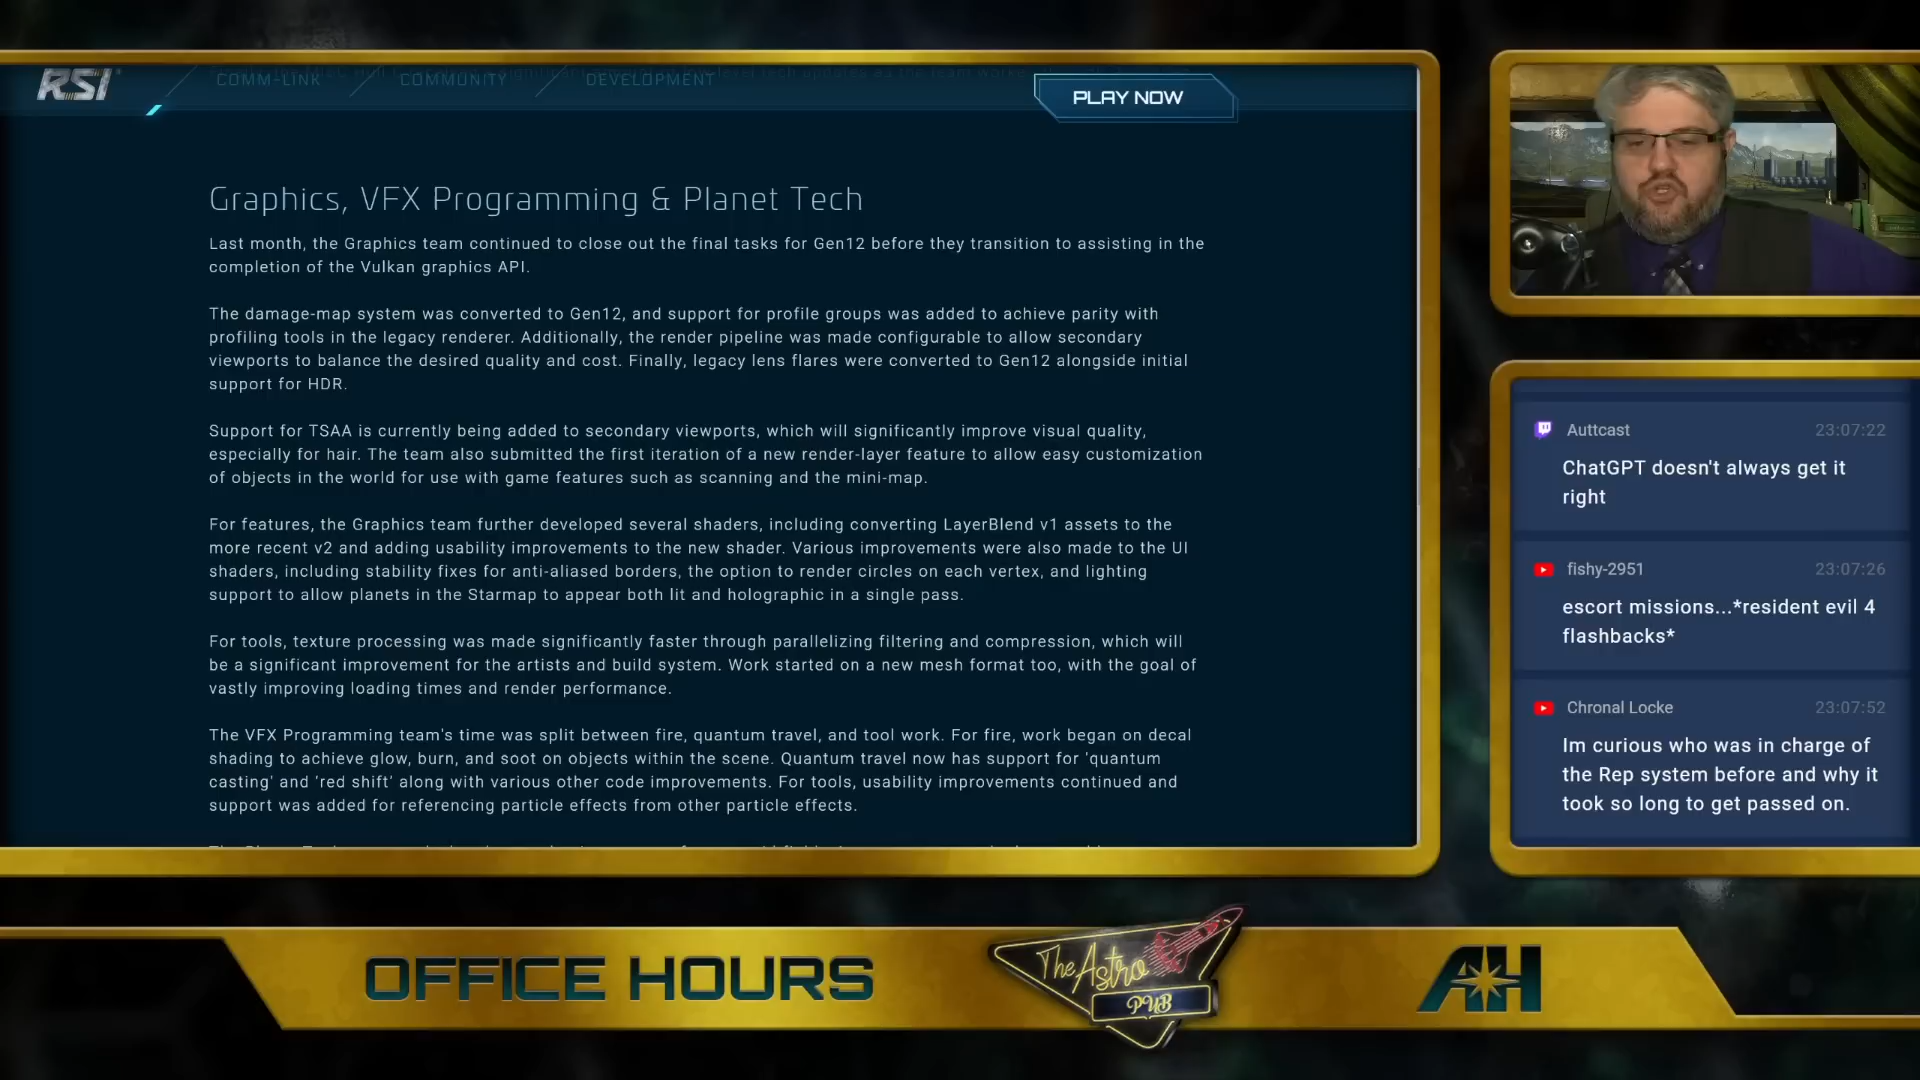 RSI
COMM-LINK
COMMUNITY
DEVELOPMENT
PLAY NOW
Graphics, VFX Programming & Planet Tech
Last month, the Graphics team continued to close out the final tasks for Gen12 before they transition to assisting in the
completion of the Vulkan graphics API.
The damage-map system was converted to Gen12, and support for profile groups was added to achieve parity with
profiling tools in the legacy renderer. Additionally, the render pipeline was made configurable to allow secondary
viewports to balance the desired quality and cost. Finally, legacy lens flares were converted to Gen12 alongside initial
support for HDR.
Support for TSAA is currently being added to secondary viewports, which will significantly improve visual quality,
especially for hair. The team also submitted the first iteration of a new render-layer feature to allow easy customization
of objects in the world for use with game features such as scanning and the mini-map.
For features, the Graphics team further developed several shaders, including converting LayerBlend v1 assets to the
more recent v2 and adding usability improvements to the new shader. Various improvements were also made to the UI
shaders, including stability fixes for anti-aliased borders, the option to render circles on each vertex, and lighting
support to allow planets in the Starmap to appear both lit and holographic in a single pass.
For tools, texture processing was made significantly faster through parallelizing filtering and compression, which will
be a significant improvement for the artists and build system. Work started on a new mesh format too, with the goal of
vastly improving loading times and render performance.
The VFX Programming team's time was split between fire, quantum travel, and tool work. For fire, work began on decal
shading to achieve glow, burn, and soot on objects within the scene. Quantum travel now has support for 'quantum
casting' and 'red shift' along with various other code improvements. For tools, usability improvements continued and
support was added for referencing particle effects from other particle effects.
Auttcast 23:07:22
ChatGPT doesn't always get it
right
fishy-2951 23:07:26
escort missions...*resident evil 4
flashbacks*
Chronal Locke 23:07:52
Im curious who was in charge of
the Rep system before and why it
took so long to get passed on.
OFFICE HOURS
The Astro
PUB
AH